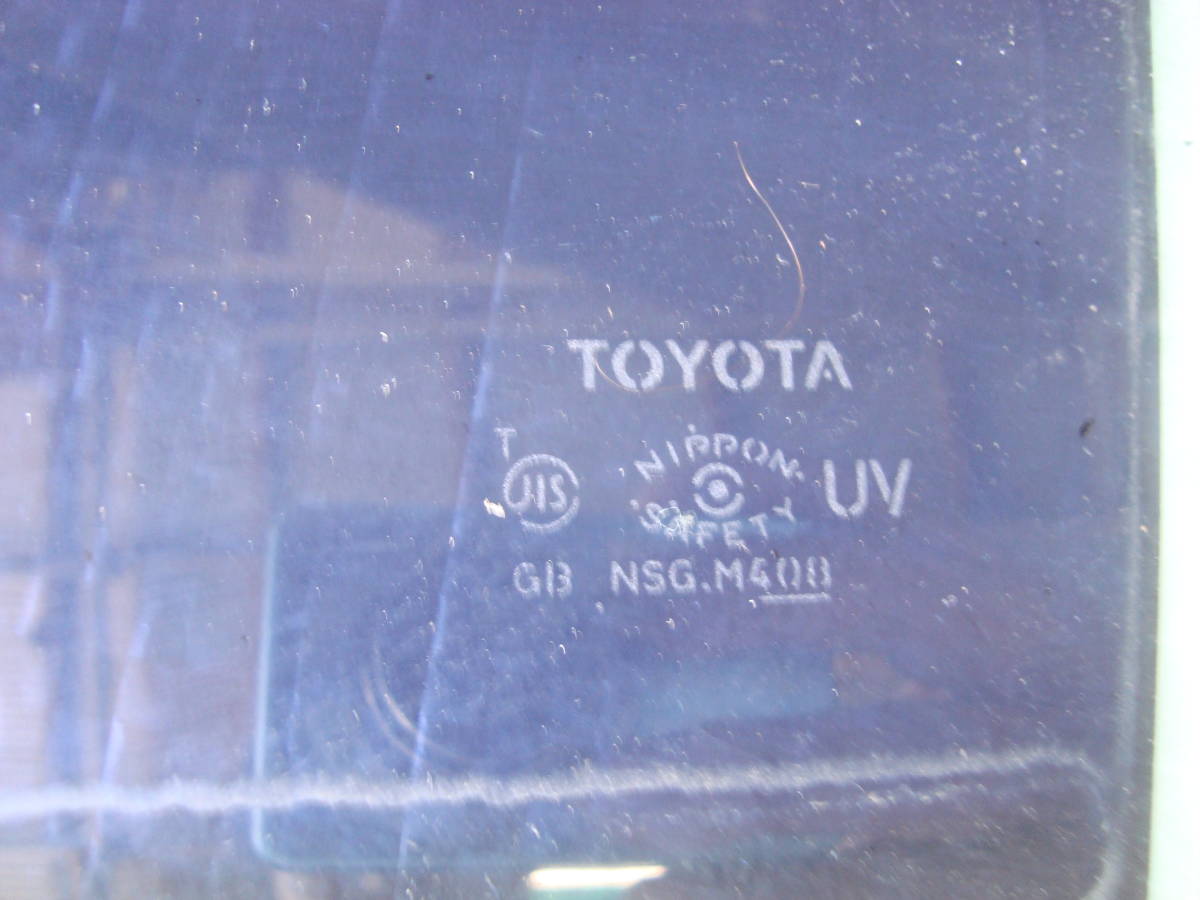 TOYOTA
T
JIS
NIPPON
SAFETY
UV
GB NSG.M408